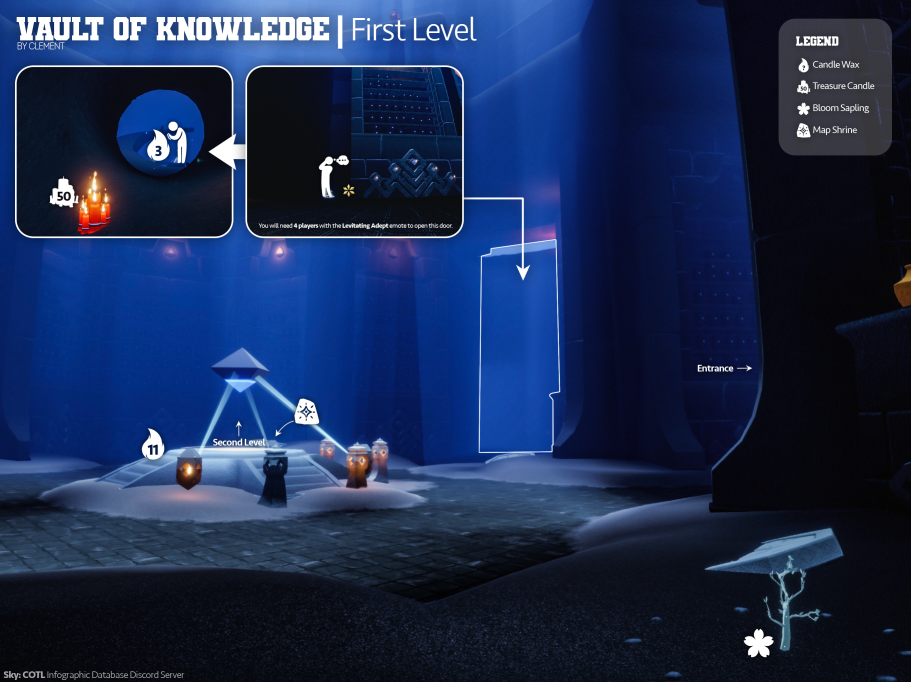 VAULT OF KNOWLEDGE | First Level
BY CLEMENT
LEGEND
2 Candle Wax
50 Treasure Candle
Bloom Sapling
Map Shrine
3
50
You will need 4 players with the Levitating Adept emote to open this door.
Entrance
11
Second Level
Sky: COTL Infographic Database Discord Server